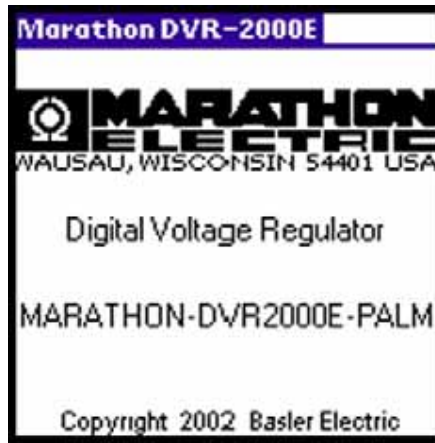 Marathon DVR-2000E
MARATHON
ELECTRIC
WAUSAU, WISCONSIN 54401 USA
Digital Voltage Regulator
MARATHON-DVR2000E-PALM
Copyright 2002 Basler Electric